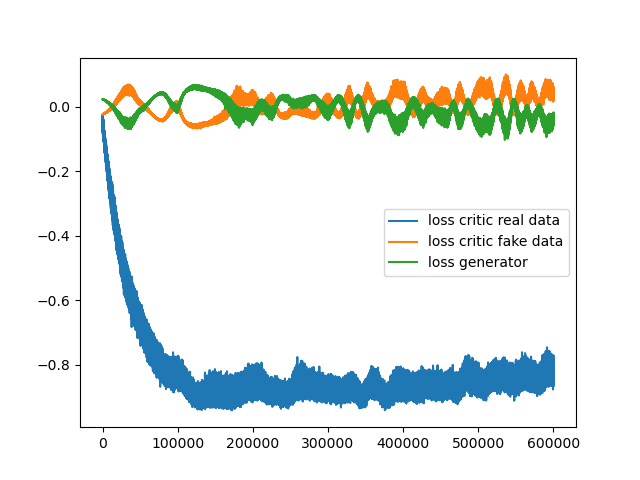 0.0
−0.2
−0.4
−0.6
−0.8
loss critic real data
loss critic fake data
loss generator
0 100000 200000 300000 400000 500000 600000